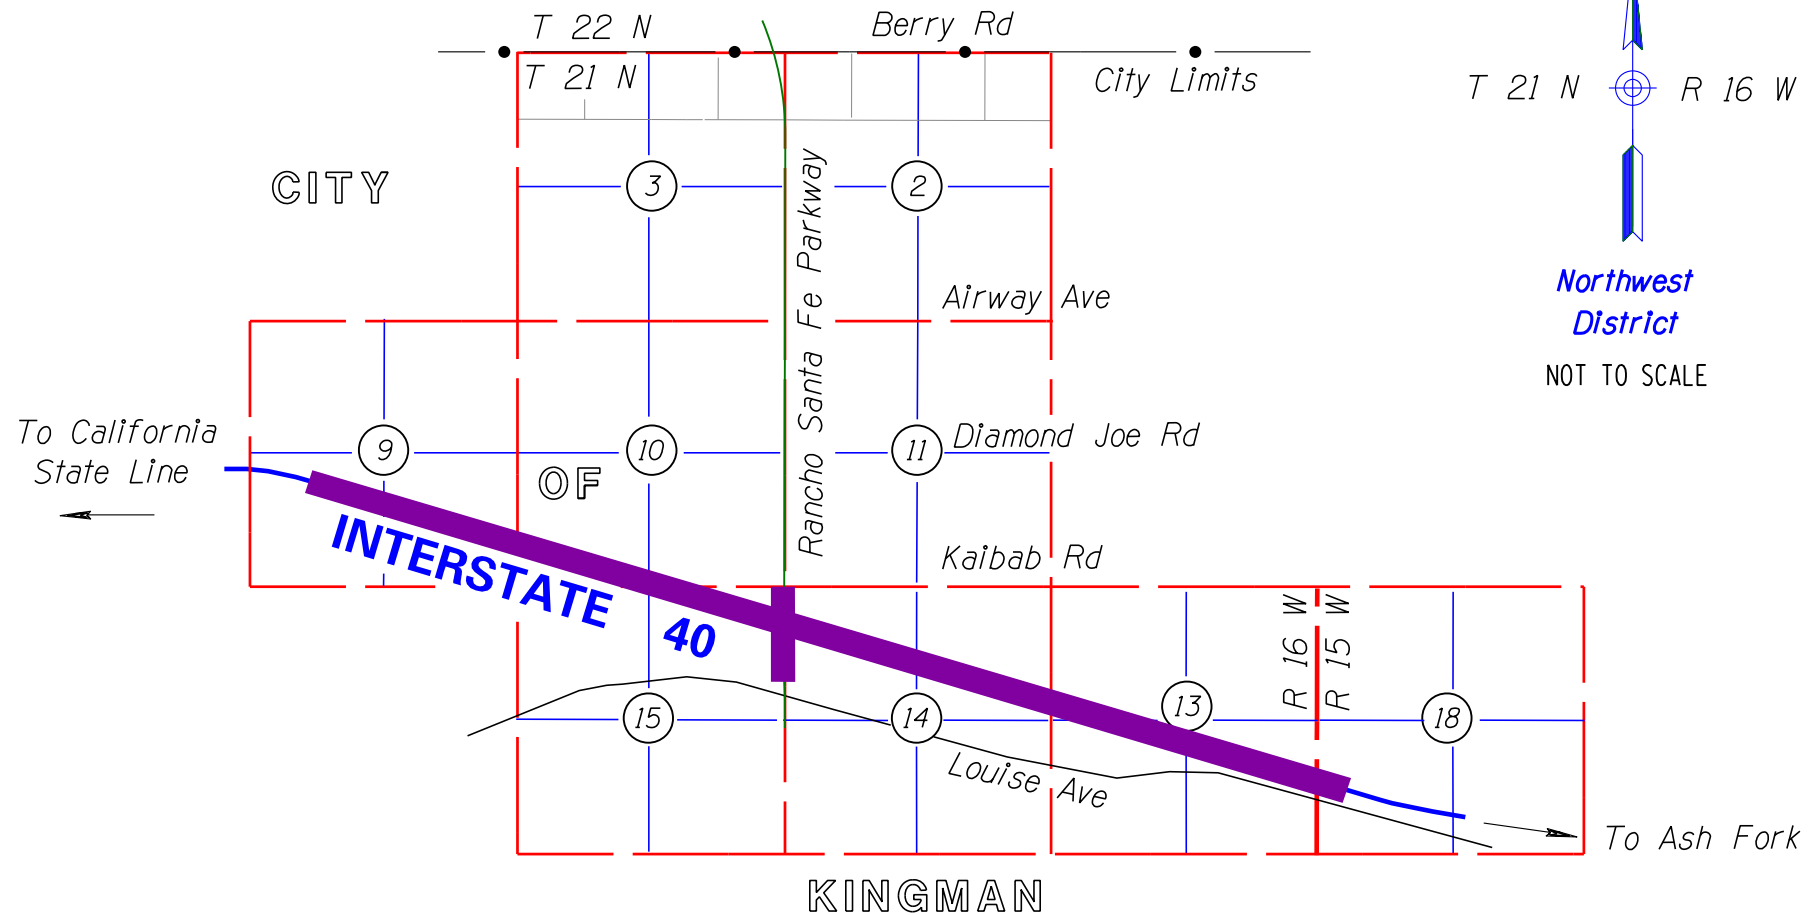 T 22 N
Berry Rd
T 21 N
City Limits
T 21 N
R 16 W
CITY
3
2
Rancho Santa Fe Parkway
Northwest
District
NOT TO SCALE
Airway Ave
To California
State Line
9
10
11
Diamond Joe Rd
OF
INTERSTATE 40
Kaibab Rd
R 16 W
R 15 W
15
14
13
18
Louise Ave
To Ash Fork
KINGMAN